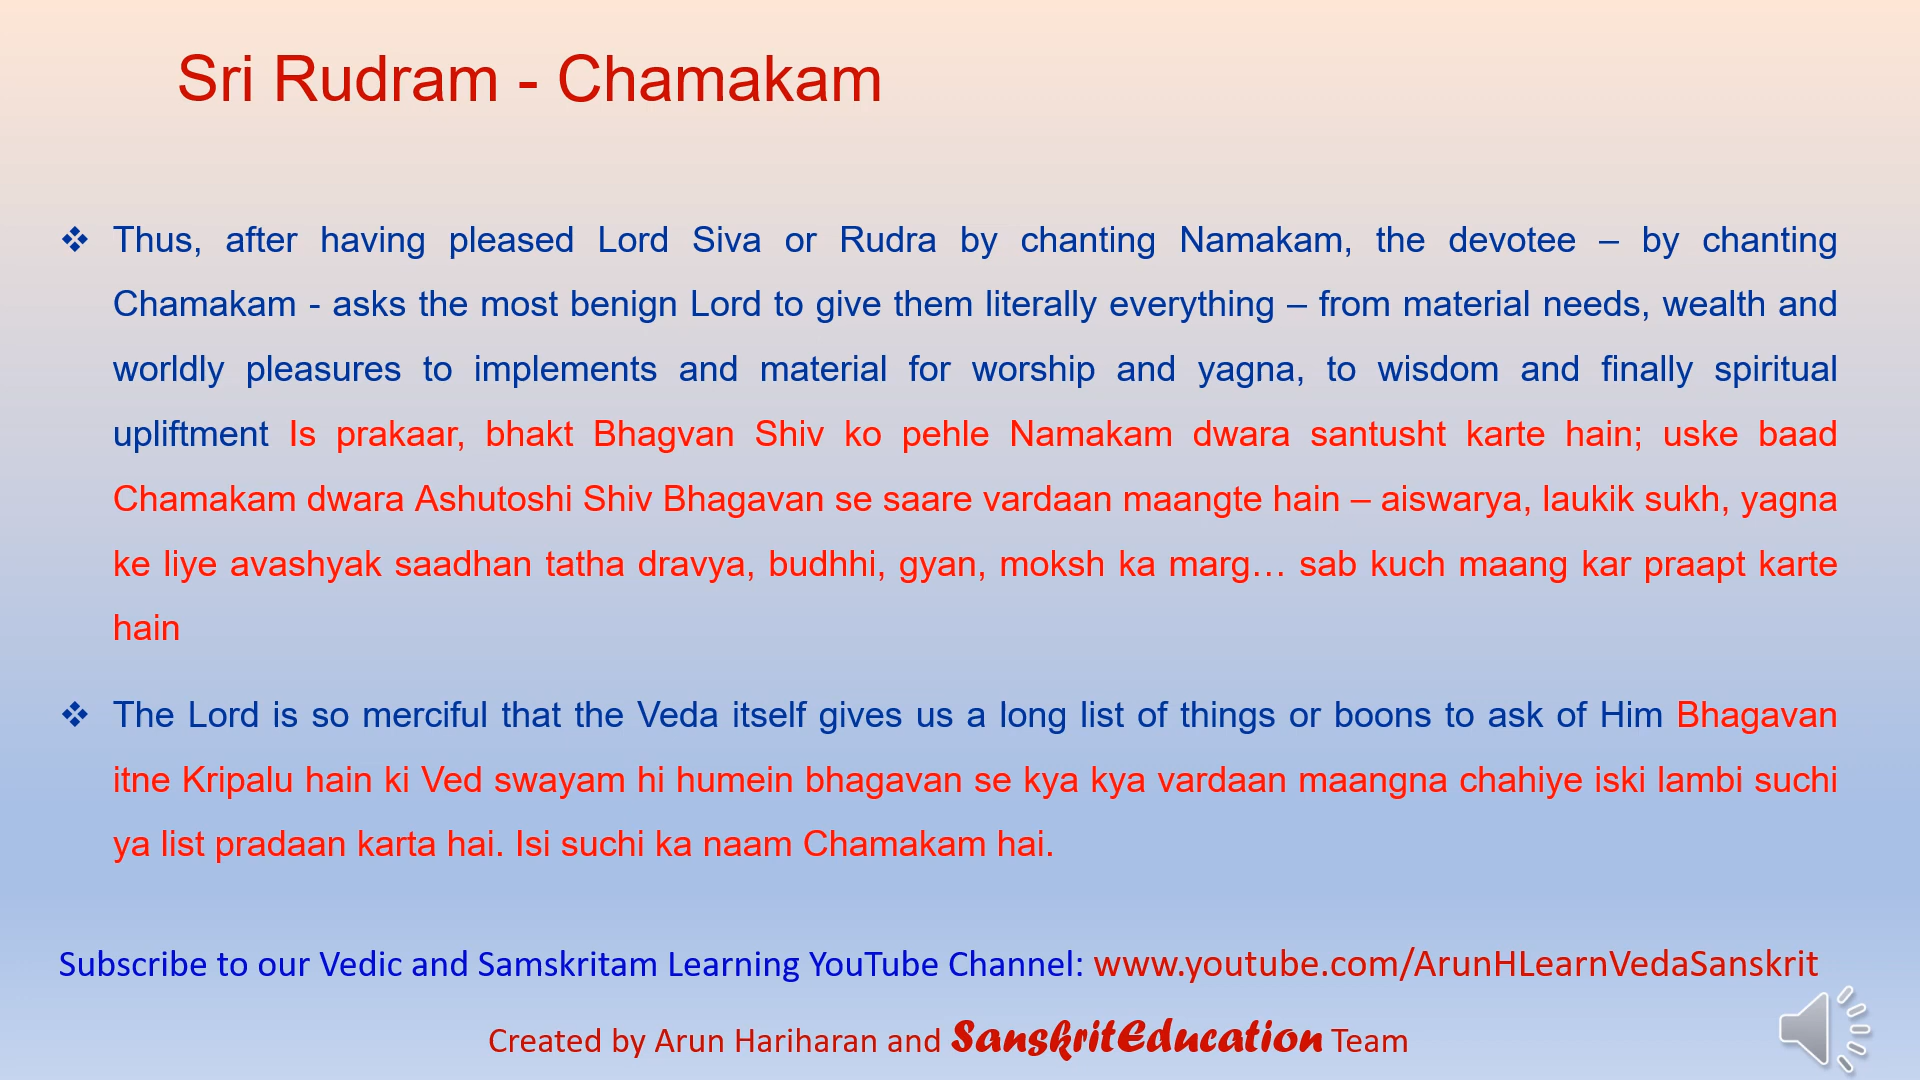 Sri Rudram - Chamakam
❖ Thus, after having pleased Lord Siva or Rudra by chanting Namakam, the devotee – by chanting
Chamakam - asks the most benign Lord to give them literally everything – from material needs, wealth and
worldly pleasures to implements and material for worship and yagna, to wisdom and finally spiritual
upliftment Is prakaar, bhakt Bhagvan Shiv ko pehle Namakam dwara santusht karte hain; uske baad
Chamakam dwara Ashutoshi Shiv Bhagavan se saare vardaan maangte hain – aiswarya, laukik sukh, yagna
ke liye avashyak saadhan tatha dravya, budhhi, gyan, moksh ka marg… sab kuch maang kar praapt karte
hain
❖ The Lord is so merciful that the Veda itself gives us a long list of things or boons to ask of Him Bhagavan
itne Kripalu hain ki Ved swayam hi humein bhagavan se kya kya vardaan maangna chahiye iski lambi suchi
ya list pradaan karta hai. Isi suchi ka naam Chamakam hai.
Subscribe to our Vedic and Samskritam Learning YouTube Channel: www.youtube.com/ArunHLearnVedaSanskrit
Created by Arun Hariharan and SanskritEducation Team